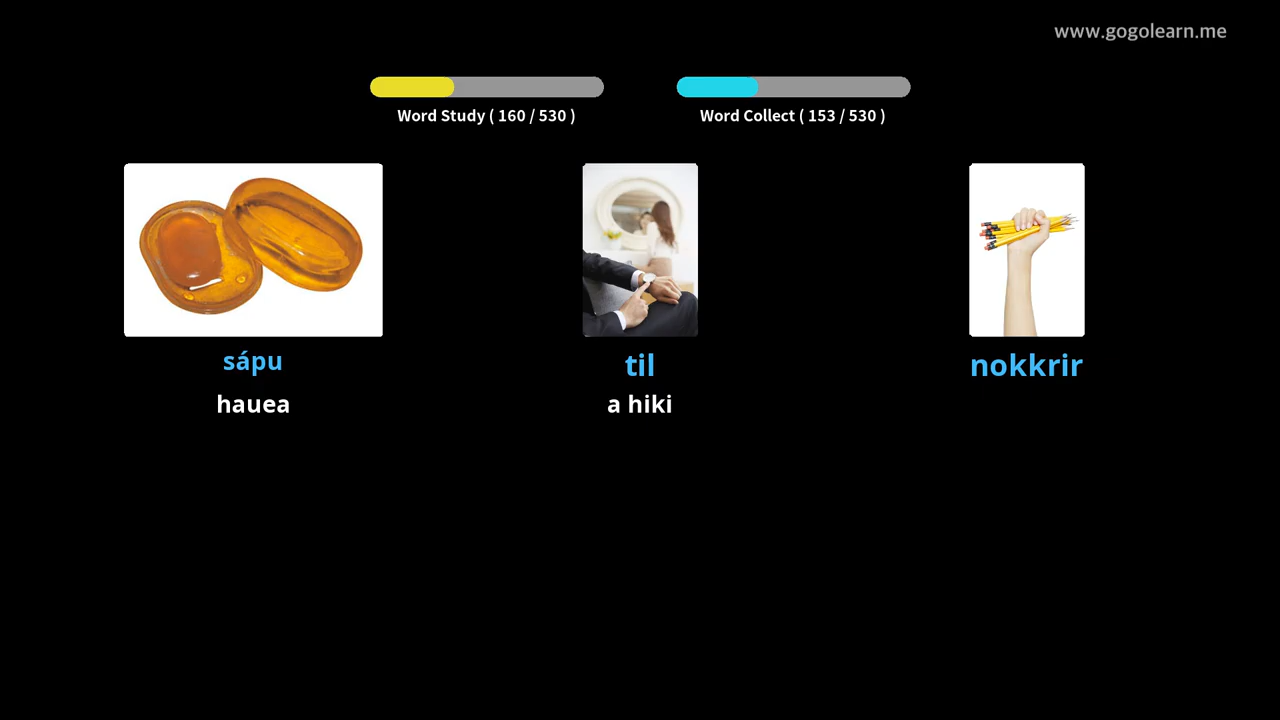 www.gogolearn.me
Word Study ( 160 / 530 )
Word Collect ( 153 / 530 )
sápu
til
nokkrir
hauea
a hiki